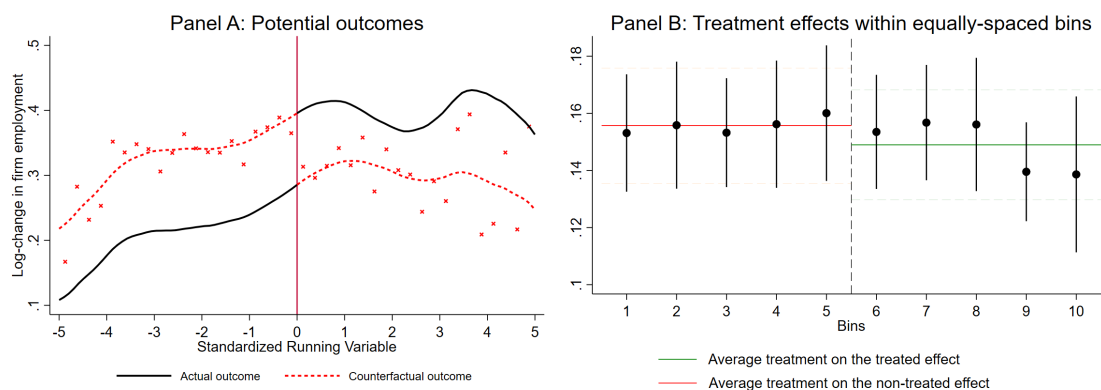 Panel A: Potential outcomes
Log-change in firm employment
.5
.4
.3
.2
.1
-5 -4 -3 -2 -1 0 1 2 3 4 5
Standardized Running Variable
Actual outcome Counterfactual outcome
Panel B: Treatment effects within equally-spaced bins
.18
.16
.14
.12
.1
1 2 3 4 5 6 7 8 9 10
Bins
Average treatment on the treated effect
Average treatment on the non-treated effect